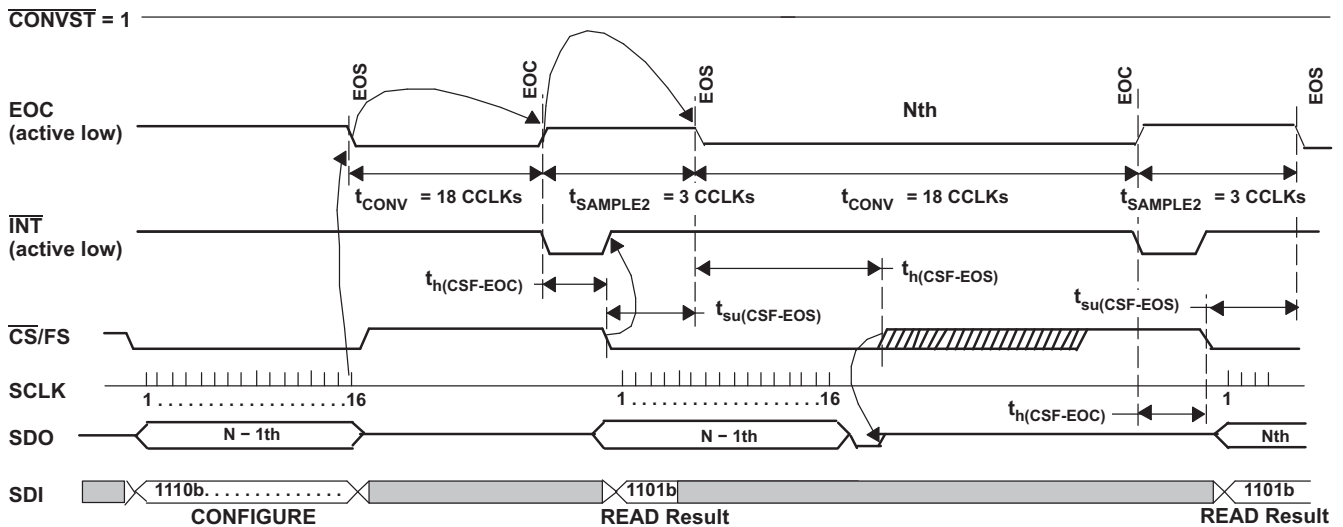 CONVST = 1
EOS
EOC
EOS
EOC
EOS
EOC
(active low)
Nth
tCONV = 18 CCLKs
tSAMPLE2 = 3 CCLKs
tCONV = 18 CCLKs
tSAMPLE2 = 3 CCLKs
INT
(active low)
th(CSF-EOC)
th(CSF-EOS)
tsu(CSF-EOS)
tsu(CSF-EOS)
CS/FS
SCLK
1 . . . . . . . . . . . . . . . . . . . . 16
1 . . . . . . . . . . . . . . . . . . . . 16
1
th(CSF-EOC)
SDO
N − 1th
N − 1th
Nth
SDI
1110b. . . . . . . . . . . . . . .
1101b
1101b
CONFIGURE
READ Result
READ Result